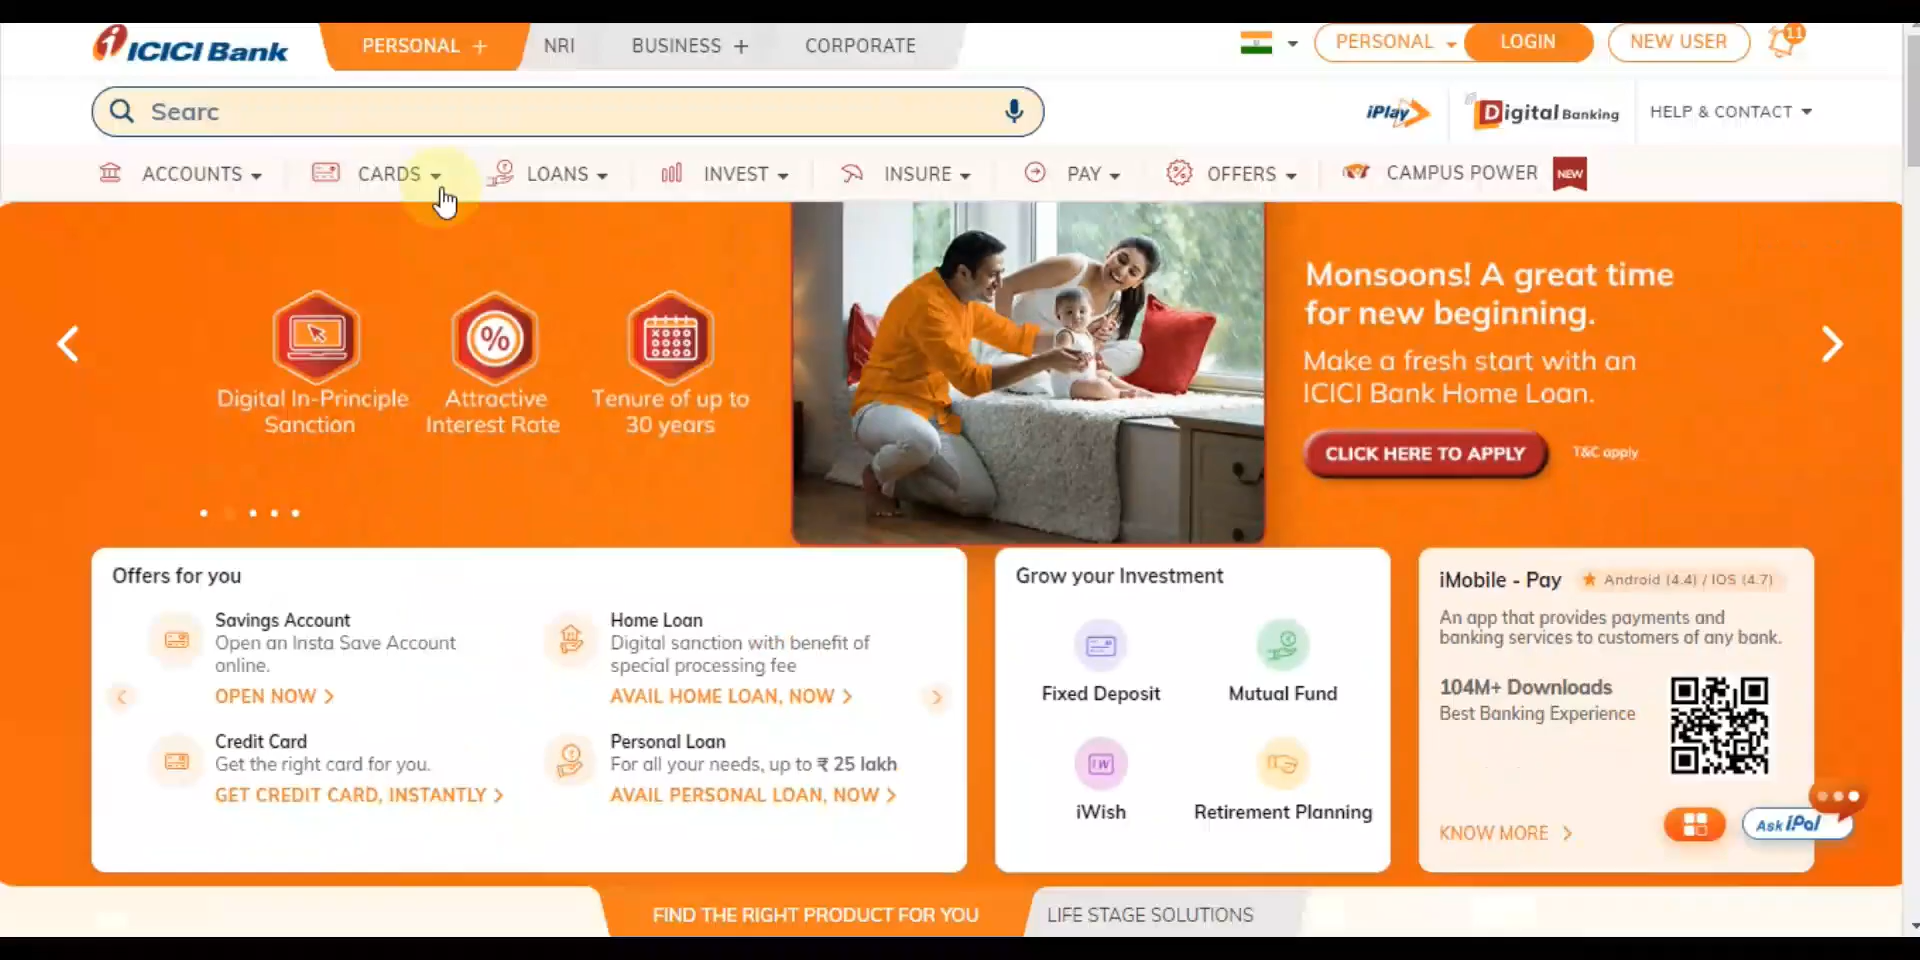 ICICI Bank
PERSONAL +
NRI
BUSINESS +
CORPORATE
PERSONAL
LOGIN
NEW USER
11
Searc
iPlay
Digital Banking
HELP & CONTACT
ACCOUNTS
CARDS
LOANS
INVEST
INSURE
PAY
OFFERS
CAMPUS POWER
NEW
Digital In-Principle
Sanction
Attractive
Interest Rate
Tenure of up to
30 years
Monsoons! A great time
for new beginning.
Make a fresh start with an
ICICI Bank Home Loan.
CLICK HERE TO APPLY
T&C apply
Offers for you
Savings Account
Open an Insta Save Account
online.
OPEN NOW >
Home Loan
Digital sanction with benefit of
special processing fee
AVAIL HOME LOAN, NOW >
Credit Card
Get the right card for you.
GET CREDIT CARD, INSTANTLY >
Personal Loan
For all your needs, up to ₹ 25 lakh
AVAIL PERSONAL LOAN, NOW >
Grow your Investment
Fixed Deposit
Mutual Fund
iWish
Retirement Planning
iMobile - Pay
Android (4.4) / IOS (4.7)
An app that provides payments and
banking services to customers of any bank.
104M+ Downloads
Best Banking Experience
KNOW MORE >
Ask iPal
FIND THE RIGHT PRODUCT FOR YOU
LIFE STAGE SOLUTIONS